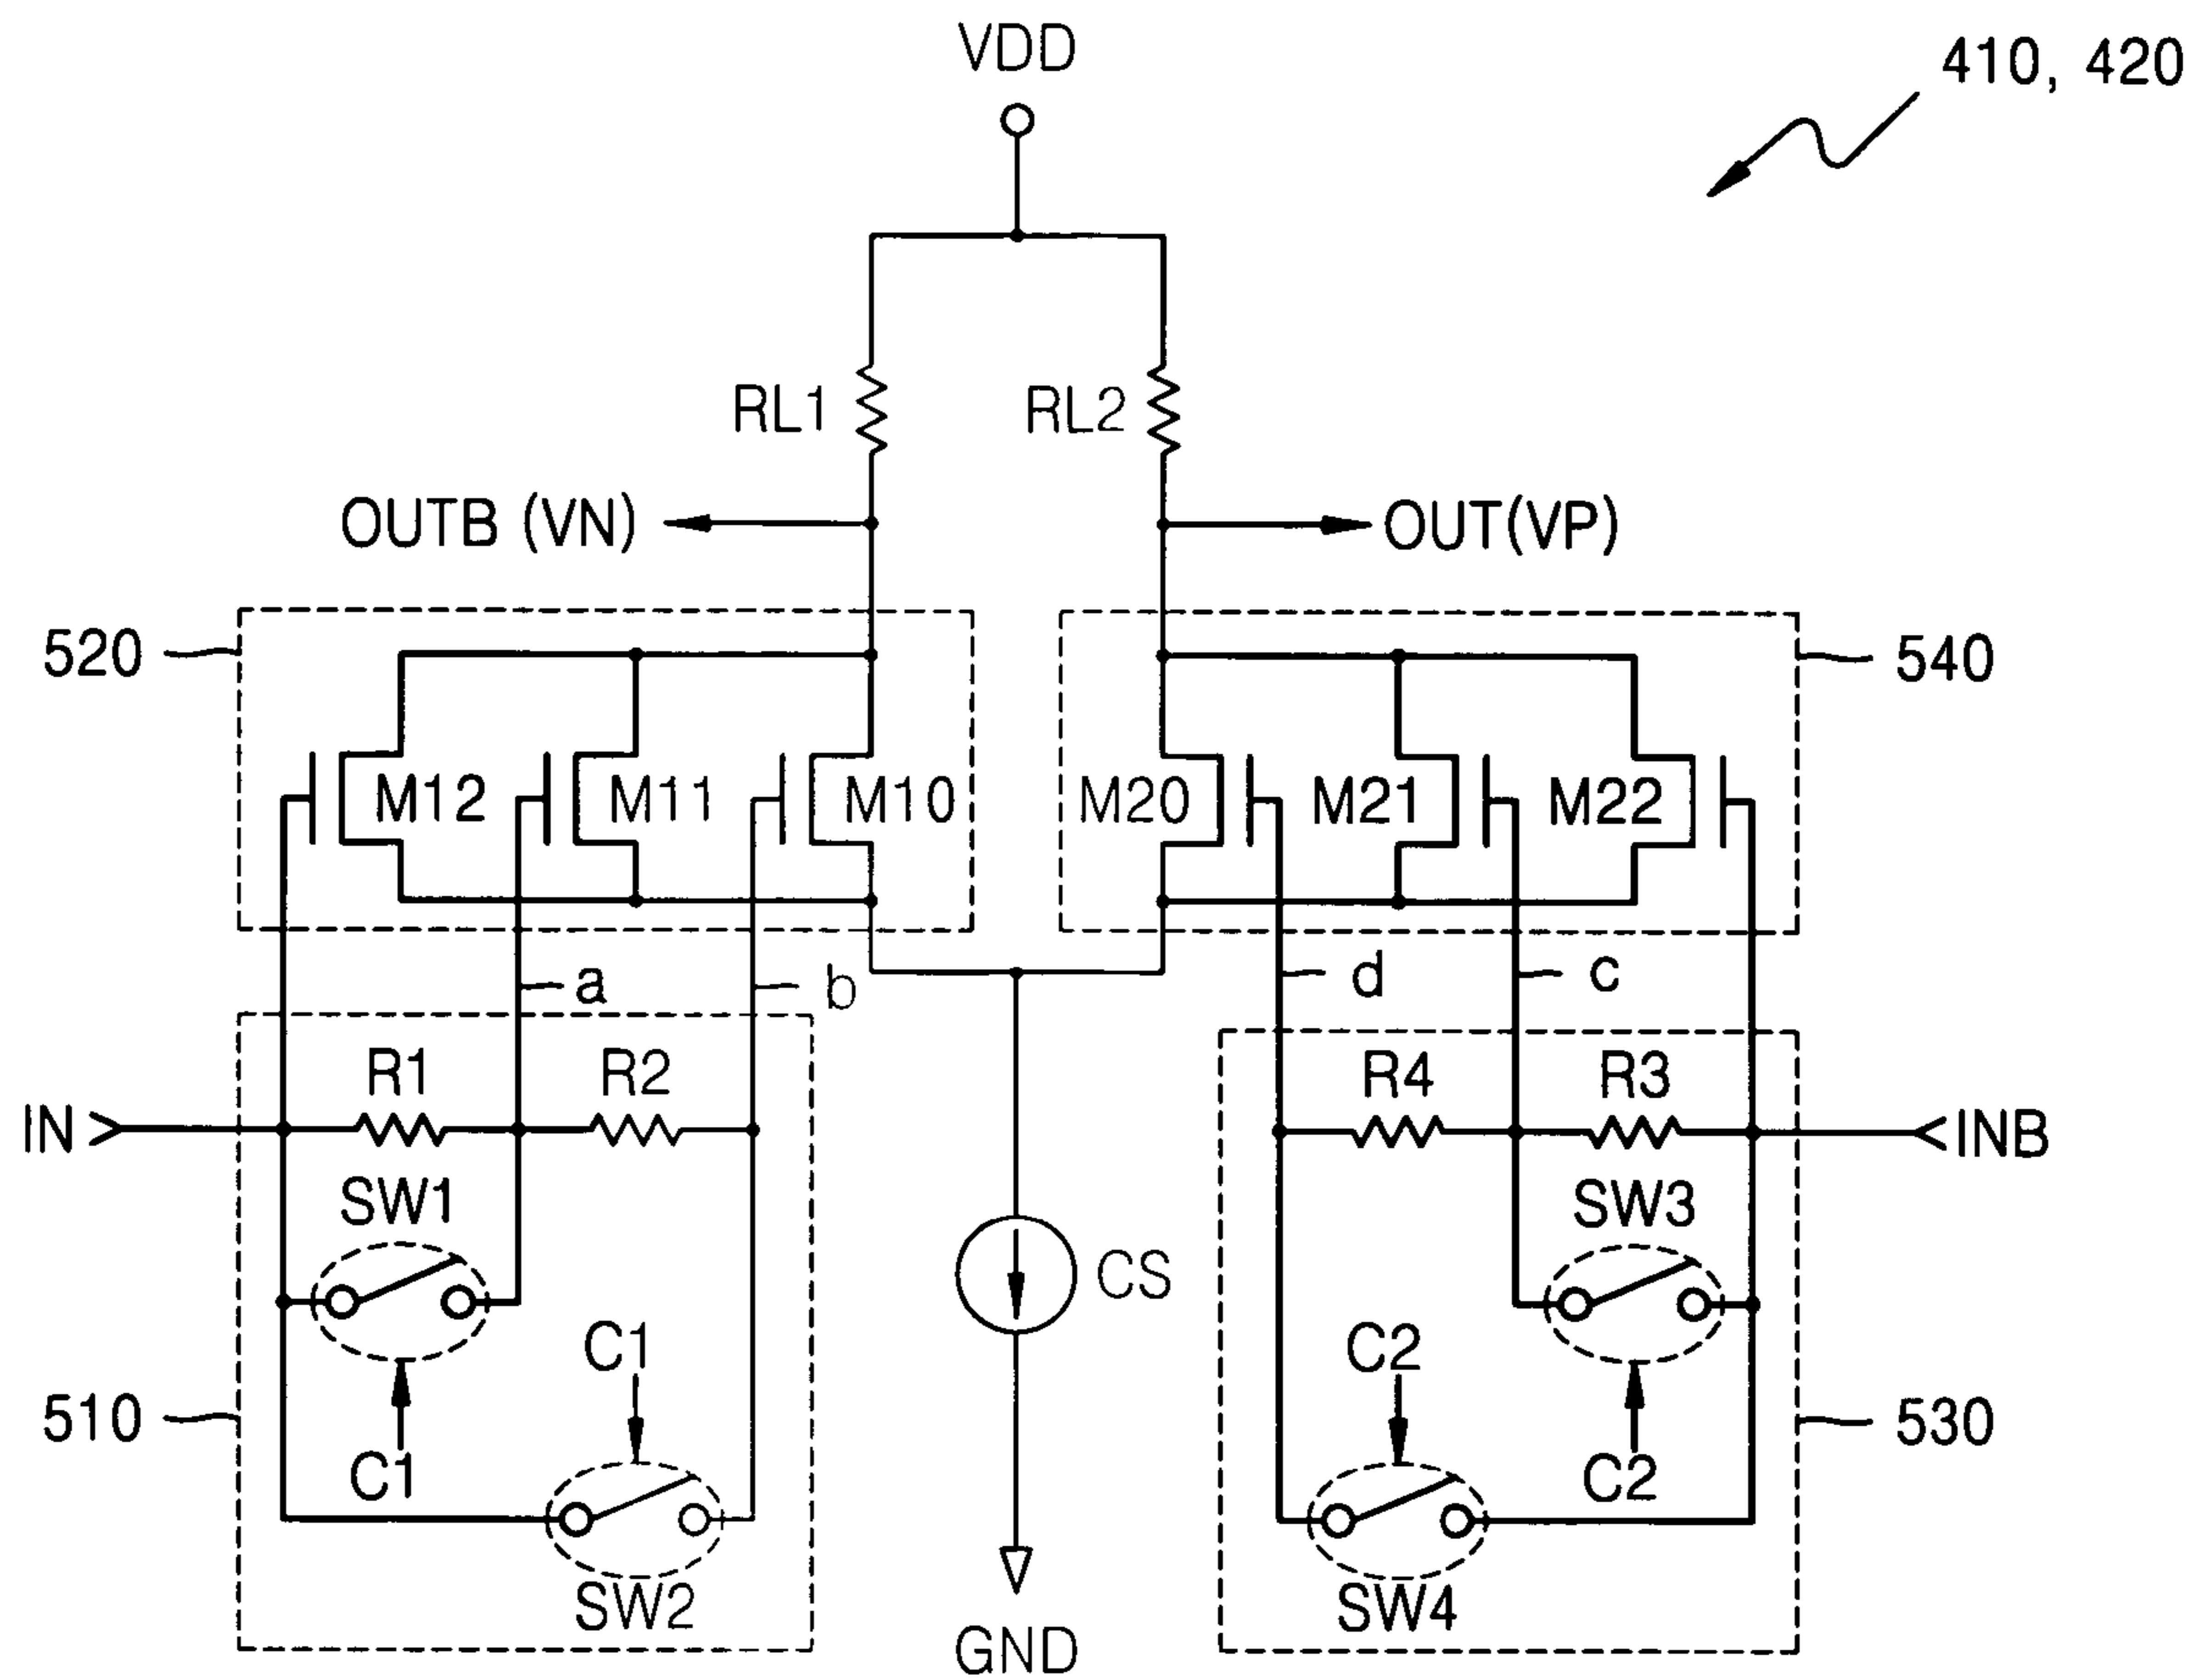 VDD
410, 420
RL1
RL2
OUTB (VN)
OUT(VP)
520
540
M12
M11
M10
M20
M21
M22
a
b
d
c
R1
R2
R4
R3
IN
INB
SW1
SW3
CS
C1
C2
510
530
C1
C2
SW2
SW4
GND